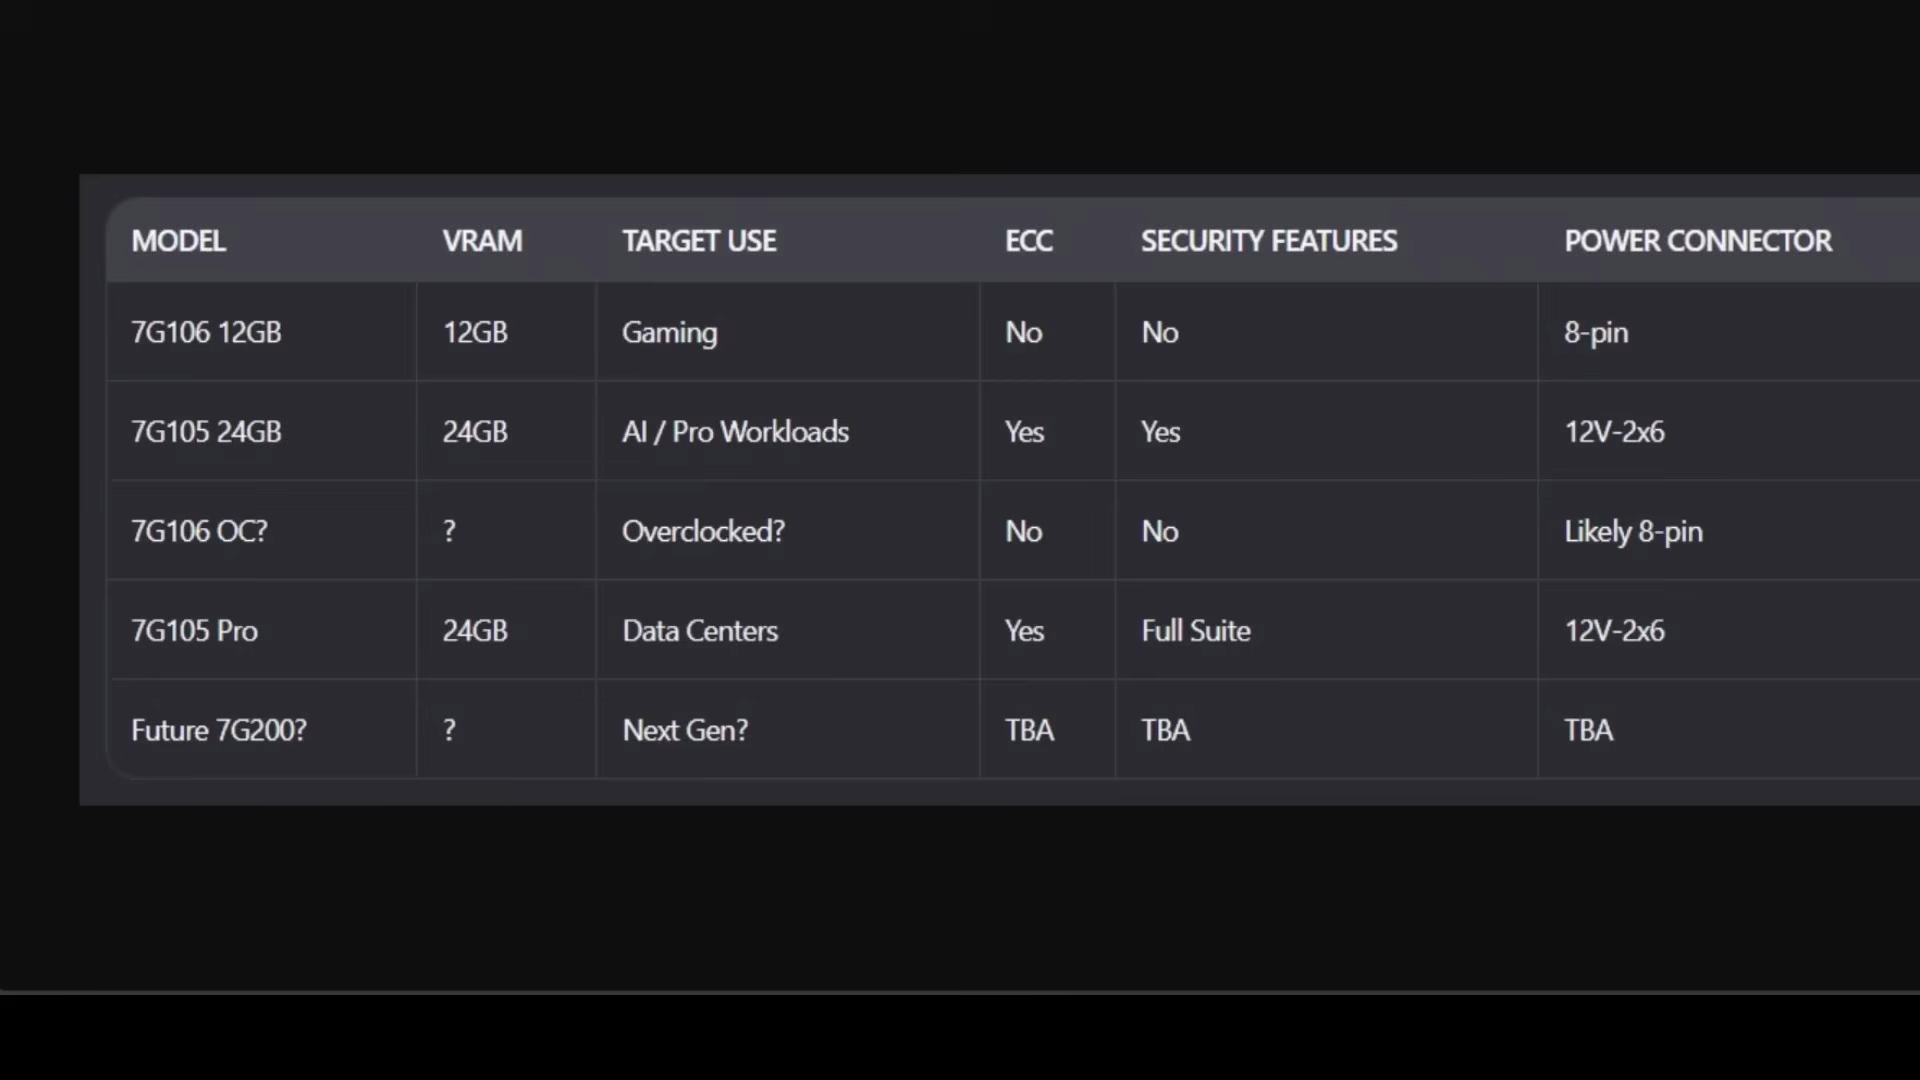 MODEL VRAM TARGET USE ECC SECURITY FEATURES POWER CONNECTOR
7G106 12GB 12GB Gaming No No 8-pin
7G105 24GB 24GB AI / Pro Workloads Yes Yes 12V-2x6
7G106 OC? ? Overclocked? No No Likely 8-pin
7G105 Pro 24GB Data Centers Yes Full Suite 12V-2x6
Future 7G200? ? Next Gen? TBA TBA TBA